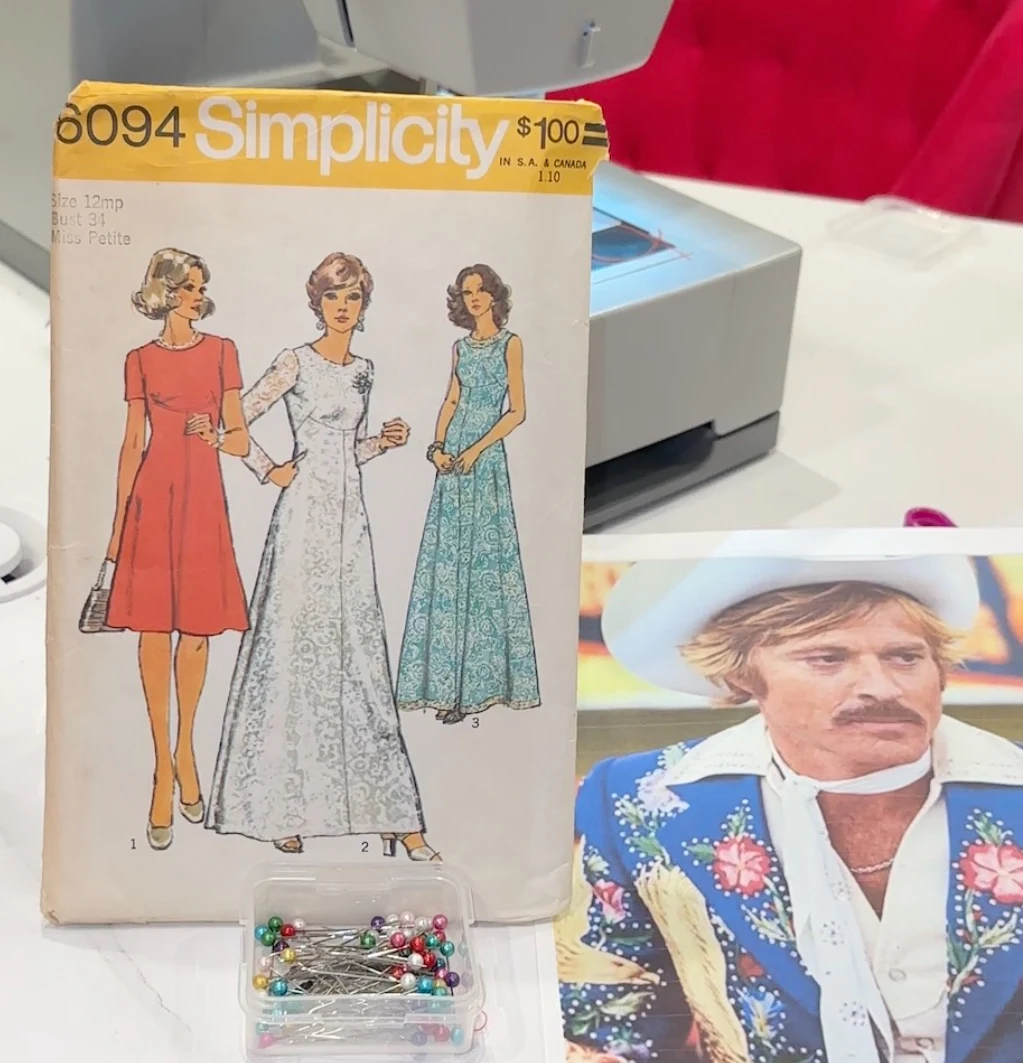 6094 Simplicity $1.00
IN S.A. & CANADA
1.10
Size 12mp
Bust 34
Miss Petite
1
2
3